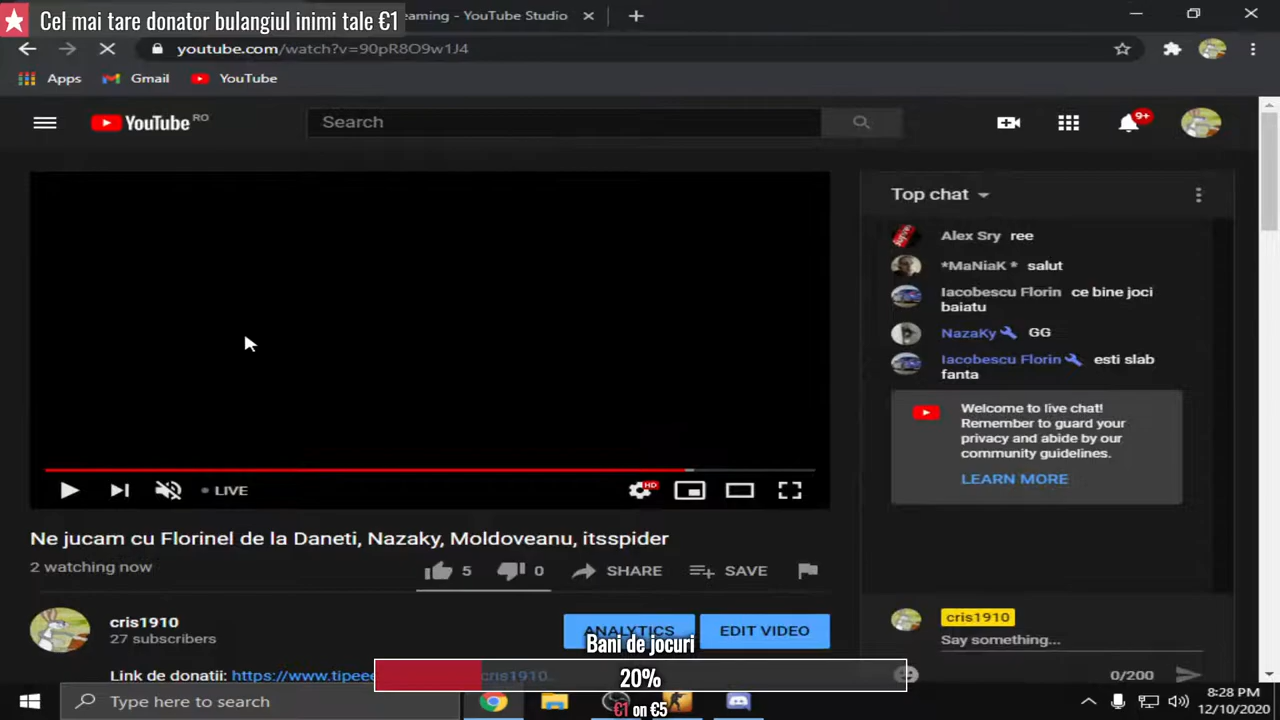 Cel mai tare donator bulangiul inimi tale €1
eaming - YouTube Studio
youtube.com/watch?v=90pR8O9w1J4
Apps Gmail YouTube
YouTube RO
Search
9+
Top chat
Alex Sry ree
*MaNiaK * salut
Iacobescu Florin ce bine joci
baiatu
NazaKy GG
Iacobescu Florin esti slab
fanta
Welcome to live chat!
Remember to guard your
privacy and abide by our
community guidelines.
LEARN MORE
LIVE
HD
Ne jucam cu Florinel de la Daneti, Nazaky, Moldoveanu, itsspider
2 watching now
5 0 SHARE SAVE
cris1910
27 subscribers
ANALYTICS
EDIT VIDEO
Bani de jocuri
Link de donatii: https://www.tipeee cris1910...
20%
€1 on €5
cris1910
Say something...
0/200
Type here to search
8:28 PM
12/10/2020